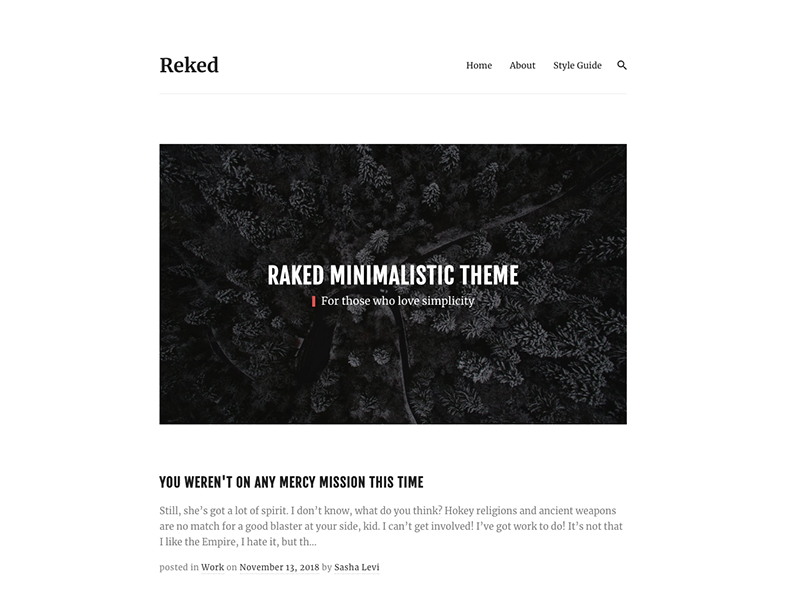 Reked
Home About Style Guide
RAKED MINIMALISTIC THEME
For those who love simplicity
YOU WEREN'T ON ANY MERCY MISSION THIS TIME
Still, she’s got a lot of spirit. I don’t know, what do you think? Hokey religions and ancient weapons
are no match for a good blaster at your side, kid. I can’t get involved! I’ve got work to do! It’s not that
I like the Empire, I hate it, but th...
posted in Work on November 13, 2018 by Sasha Levi